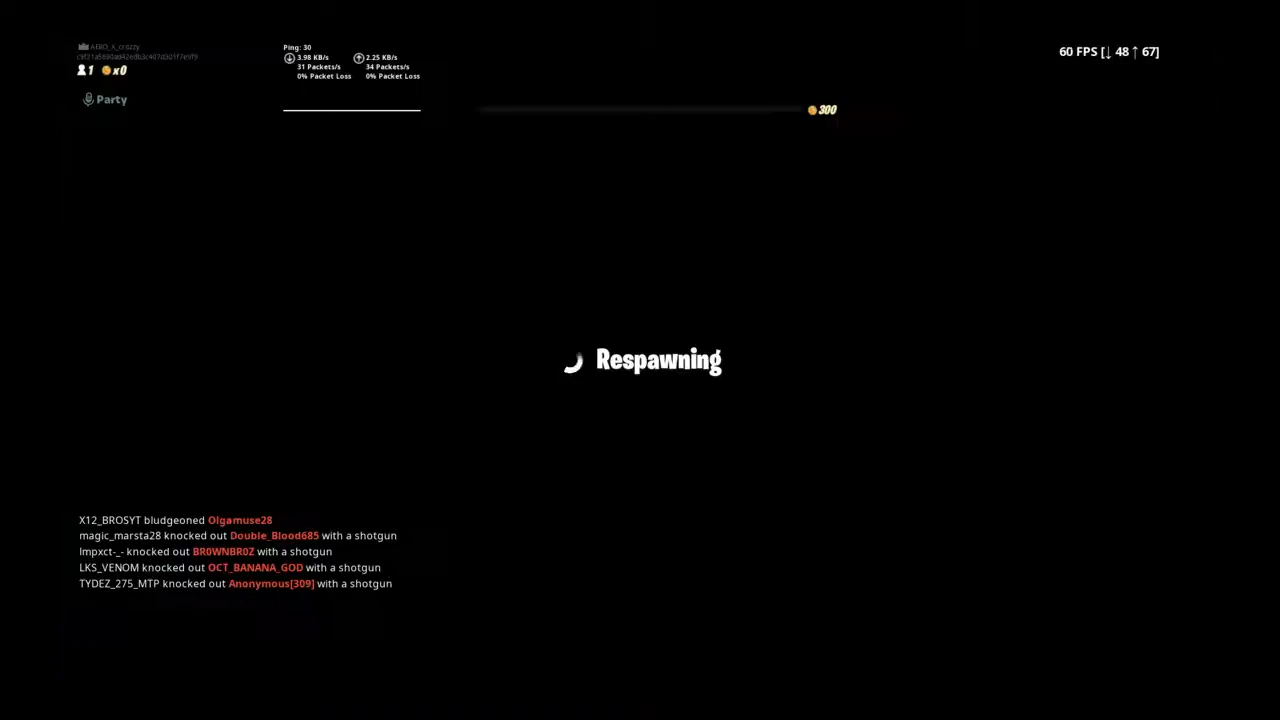 AERO_X_crazzy
1 x0
Party
Ping: 30
3.98 KB/s 2.25 KB/s
31 Packets/s 34 Packets/s
0% Packet Loss 0% Packet Loss
300
60 FPS [↓ 48 ↑ 67]
Respawning
X12_BROSYT bludgeoned Olgamuse28
magic_marsta28 knocked out Double_Blood685 with a shotgun
Impxct-_- knocked out BR0WNBR0Z with a shotgun
LKS_VENOM knocked out OCT_BANANA_GOD with a shotgun
TYDEZ_275_MTP knocked out Anonymous[309] with a shotgun